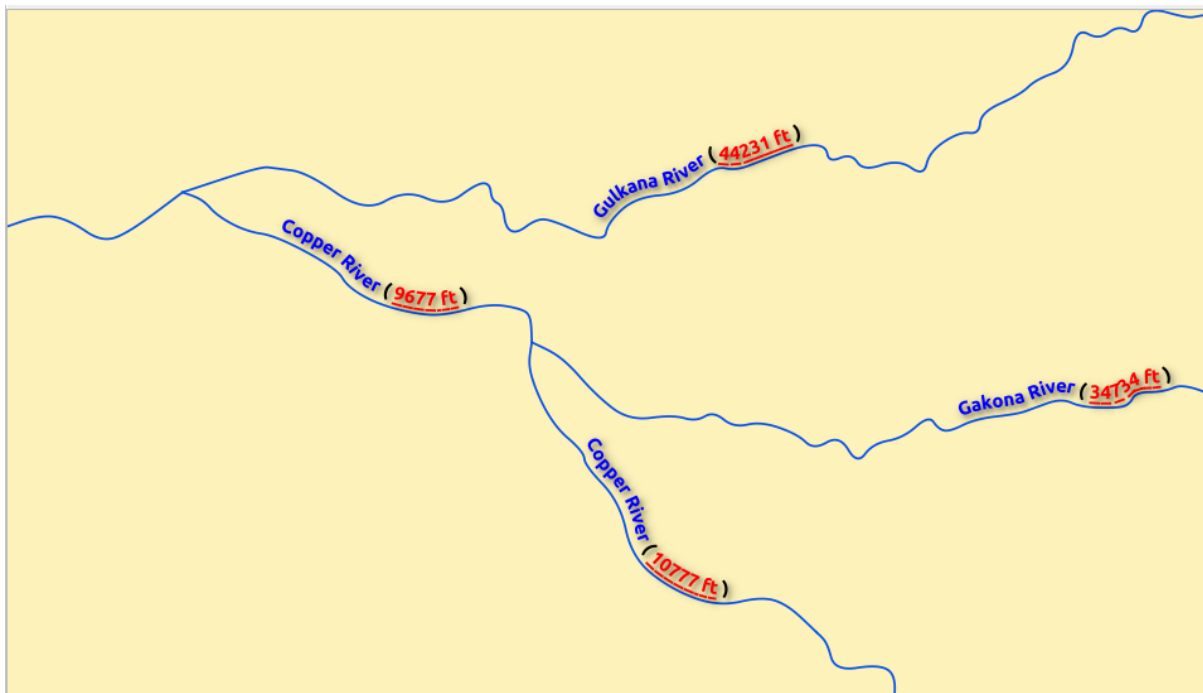 Gulkana River (44231 ft)
Copper River (9677 ft)
Gakona River (34734 ft)
Copper River (10777 ft)